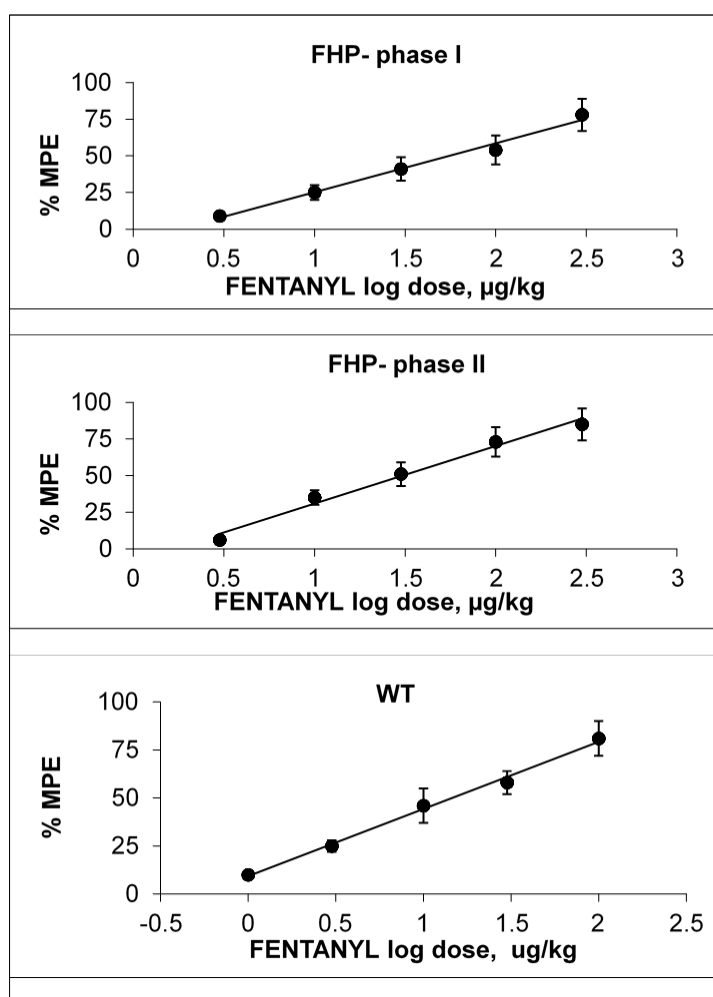 FHP- phase I
100
75
50
25
0
% MPE
0 0.5 1 1.5 2 2.5 3
FENTANYL log dose, µg/kg
FHP- phase II
100
75
50
25
0
% MPE
0 0.5 1 1.5 2 2.5 3
FENTANYL log dose, µg/kg
WT
100
75
50
25
0
% MPE
-0.5 0 0.5 1 1.5 2 2.5
FENTANYL log dose, ug/kg